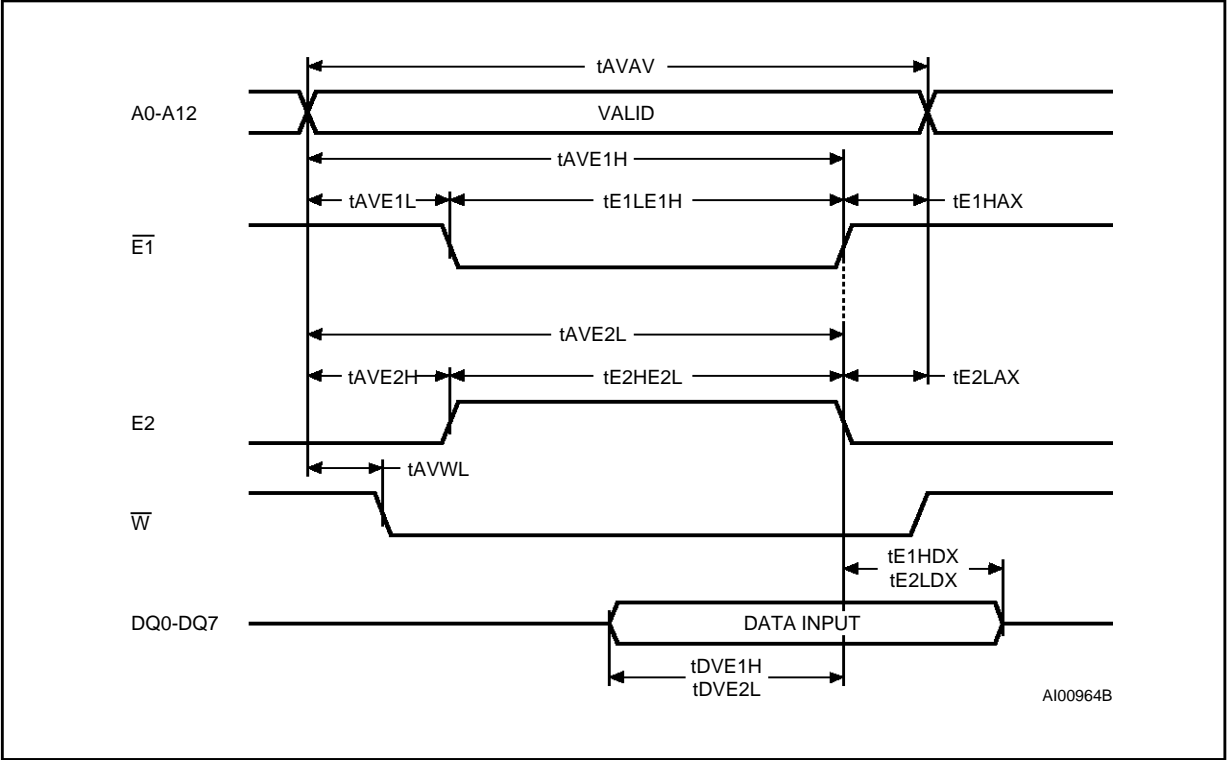 tAVAV
A0-A12
VALID
tAVE1H
tAVE1L
tE1LE1H
tE1HAX
E1
tAVE2L
tAVE2H
tE2HE2L
tE2LAX
E2
tAVWL
W
tE1HDX
tE2LDX
DQ0-DQ7
DATA INPUT
tDVE1H
tDVE2L
AI00964B